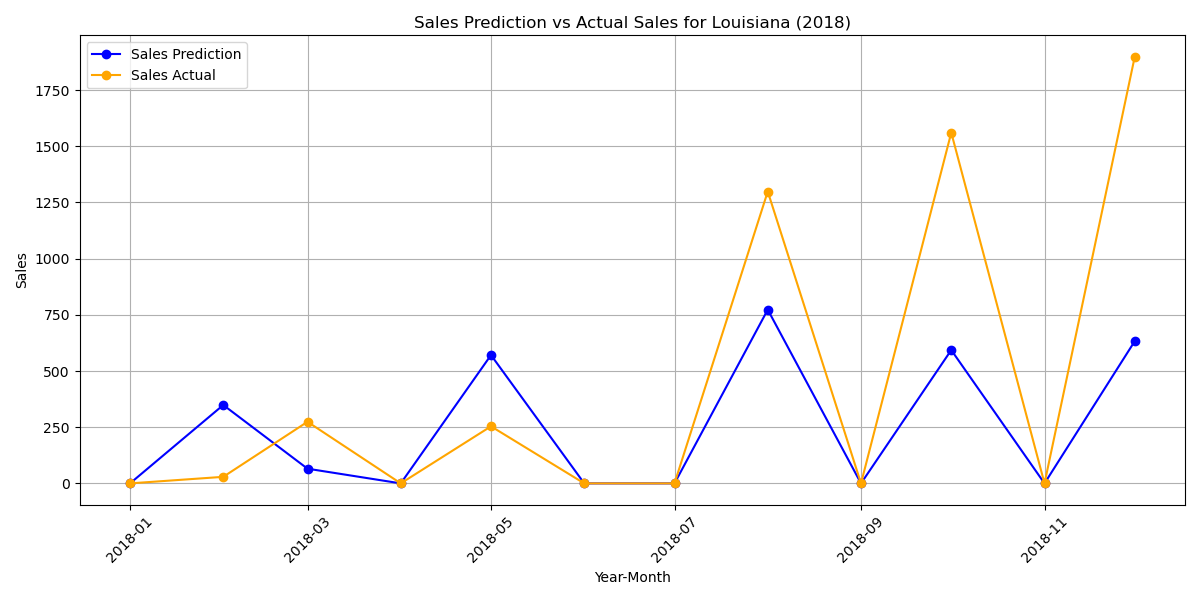 Sales Prediction vs Actual Sales for Louisiana (2018)
Sales Prediction
Sales Actual
1750
1500
1250
1000
750
500
250
0
Sales
2018-01
2018-03
2018-05
2018-07
2018-09
2018-11
Year-Month